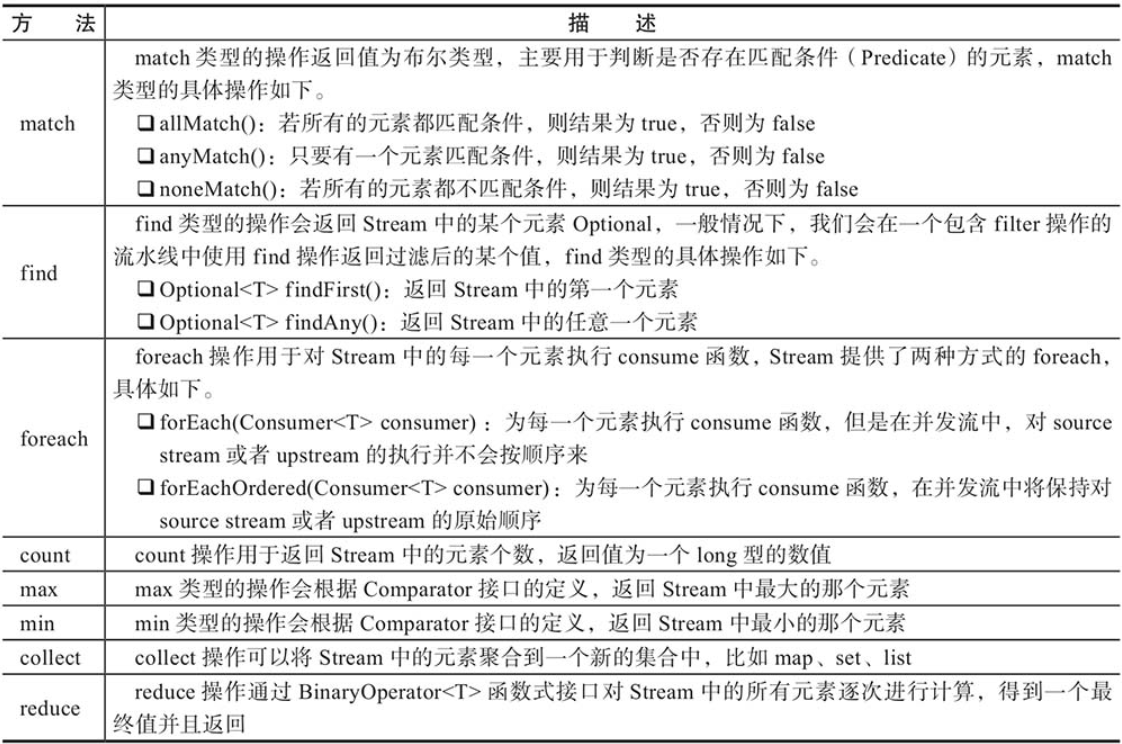 方 法 描 述
match 类型的操作返回值为布尔类型，主要用于判断是否存在匹配条件（Predicate）的元素，match
类型的具体操作如下。
match
❑ allMatch()：若所有的元素都匹配条件，则结果为 true，否则为 false
❑ anyMatch()：只要有一个元素匹配条件，则结果为 true，否则为 false
❑ noneMatch()：若所有的元素都不匹配条件，则结果为 true，否则为 false
find 类型的操作会返回 Stream 中的某个元素 Optional，一般情况下，我们会在一个包含 filter 操作的
流水线中使用 find 操作返回过滤后的某个值，find 类型的具体操作如下。
find
❑ Optional<T> findFirst()：返回 Stream 中的第一个元素
❑ Optional<T> findAny()：返回 Stream 中的任意一个元素
foreach 操作用于对 Stream 中的每一个元素执行 consume 函数，Stream 提供了两种方式的 foreach，
具体如下。
foreach
❑ forEach(Consumer<T> consumer)：为每一个元素执行 consume 函数，但是在并发流中，对 source
stream 或者 upstream 的执行并不会按顺序来
❑ forEachOrdered(Consumer<T> consumer)：为每一个元素执行 consume 函数，在并发流中将保持对
source stream 或者 upstream 的原始顺序
count count 操作用于返回 Stream 中的元素个数，返回值为一个 long 型的数值
max max 类型的操作会根据 Comparator 接口的定义，返回 Stream 中最大的那个元素
min min 类型的操作会根据 Comparator 接口的定义，返回 Stream 中最小的那个元素
collect collect 操作可以将 Stream 中的元素聚合到一个新的集合中，比如 map、set、list
reduce reduce 操作通过 BinaryOperator<T> 函数式接口对 Stream 中的所有元素逐次进行计算，得到一个最
终值并且返回